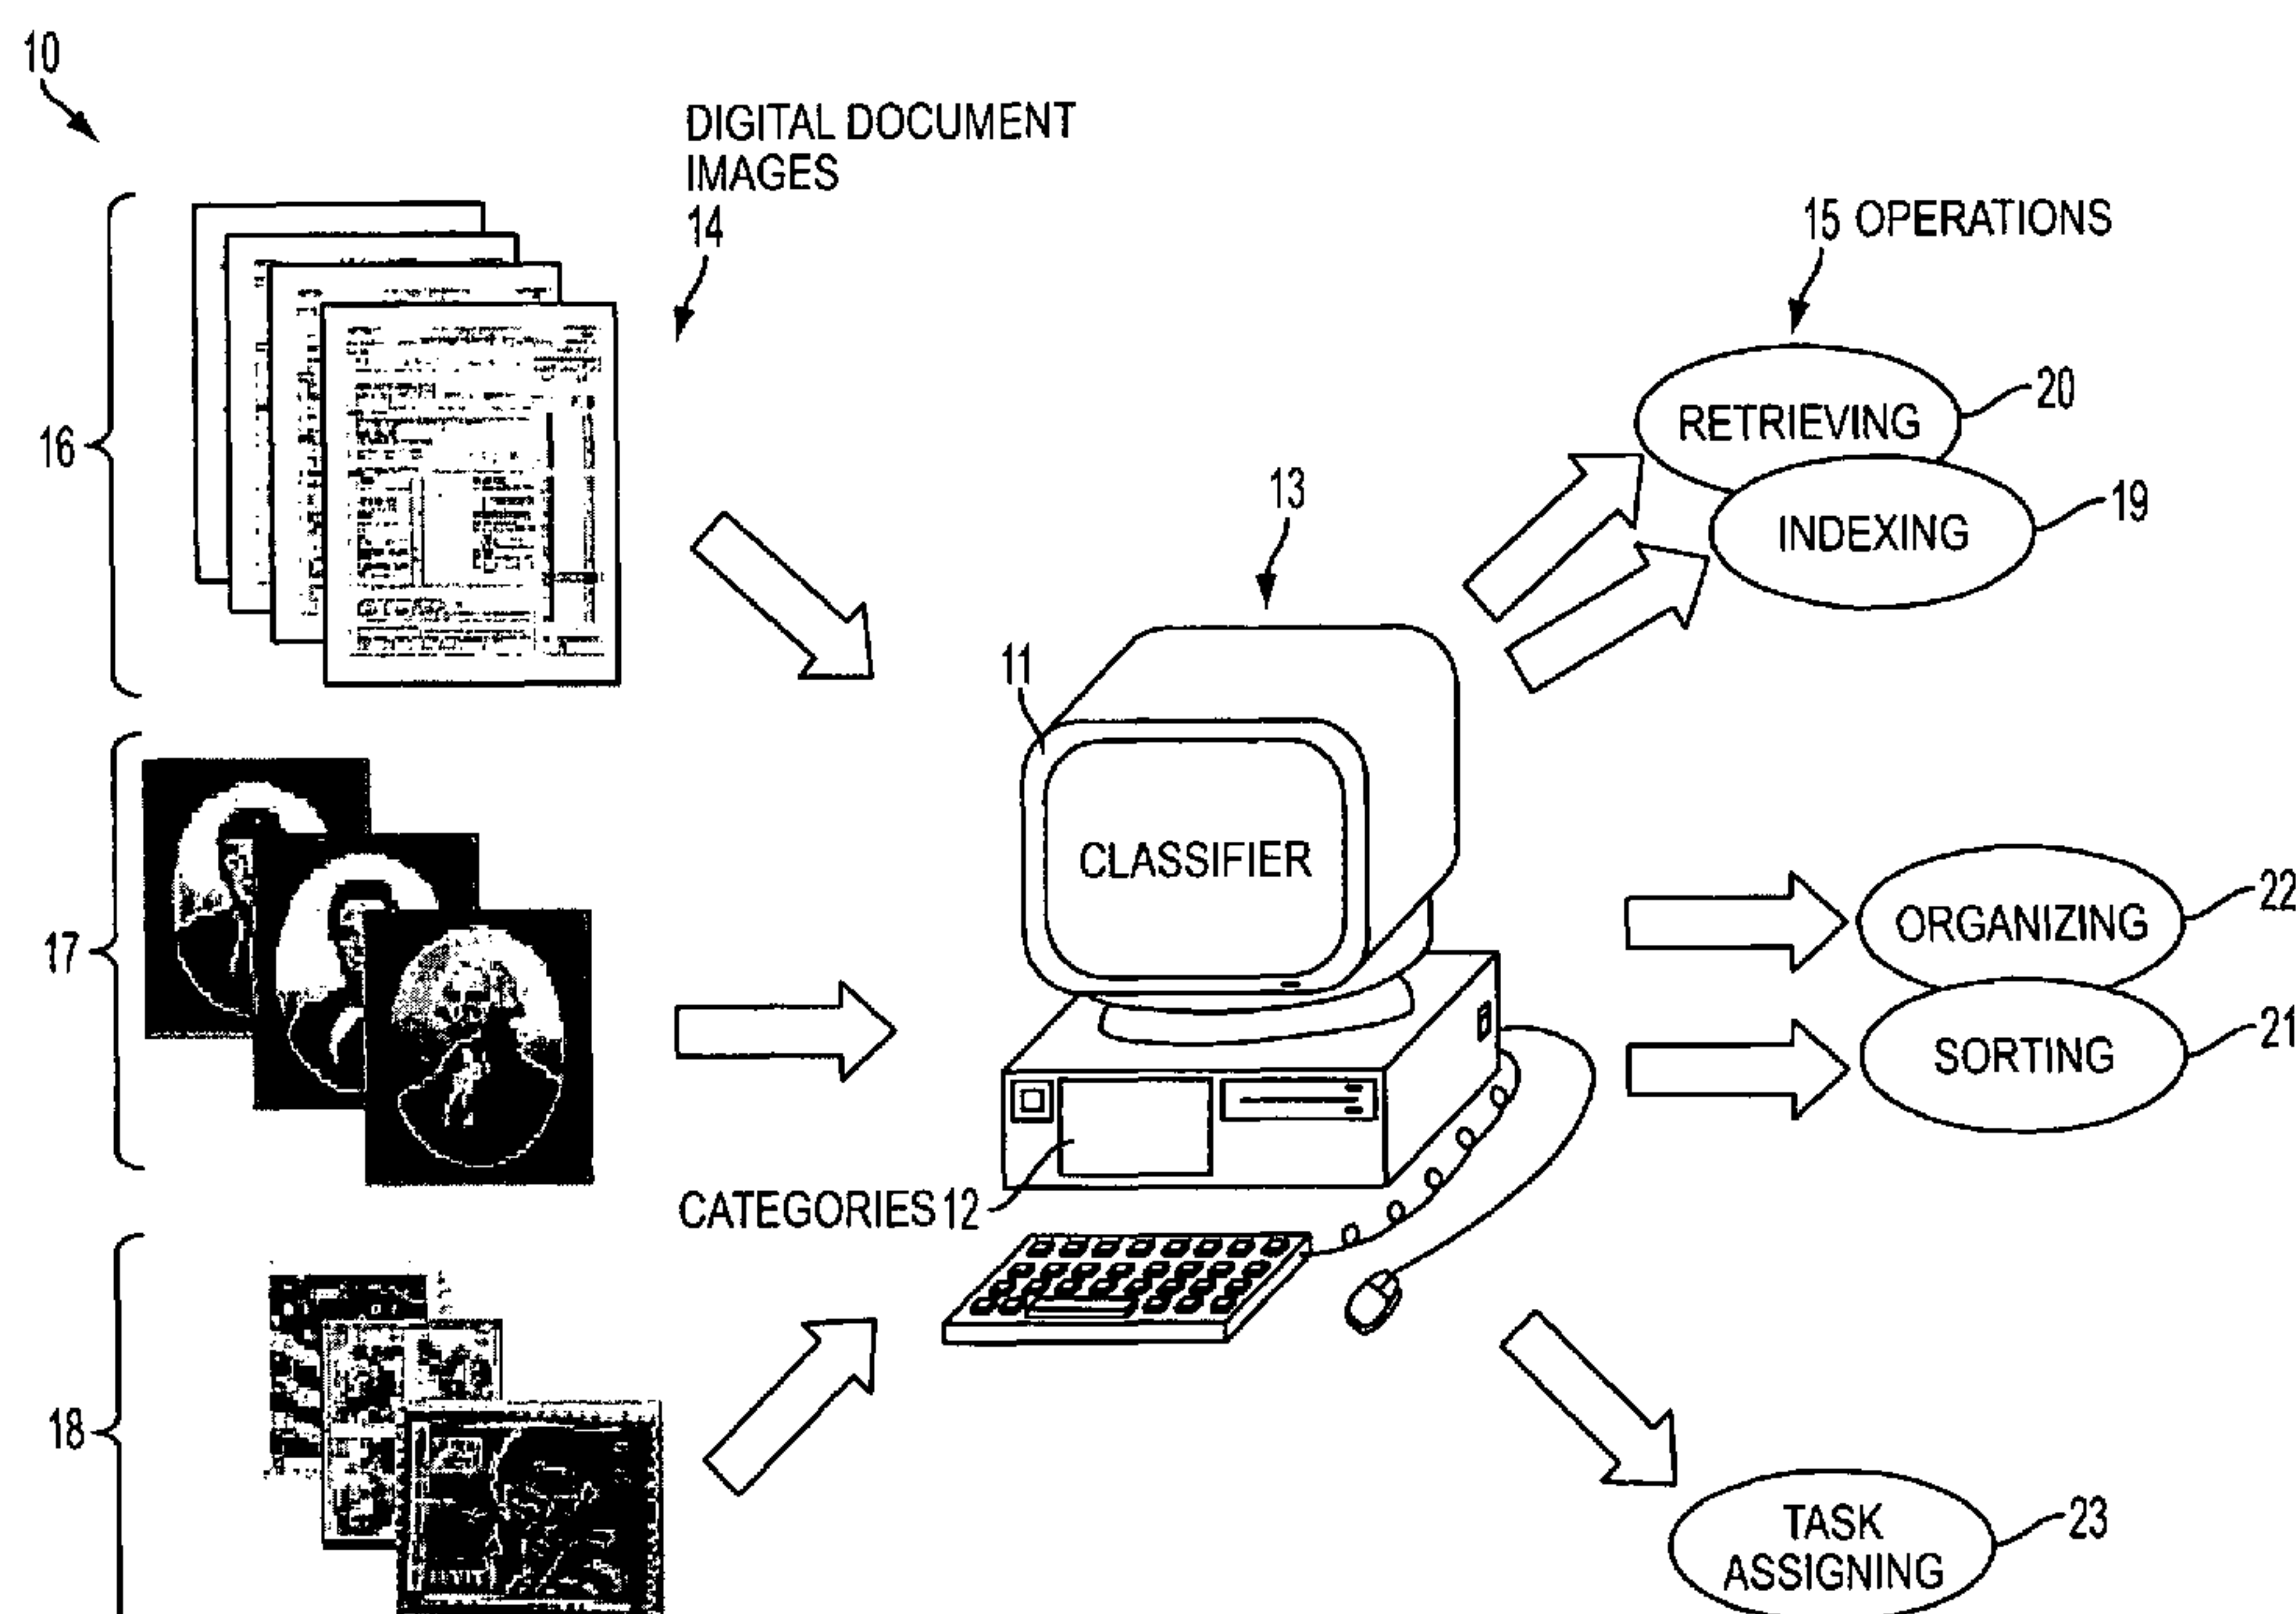 10
DIGITAL DOCUMENT
IMAGES
14
15 OPERATIONS
16
20
RETRIEVING
19
INDEXING
13
11
CLASSIFIER
17
22
ORGANIZING
21
SORTING
CATEGORIES 12
18
23
TASK
ASSIGNING